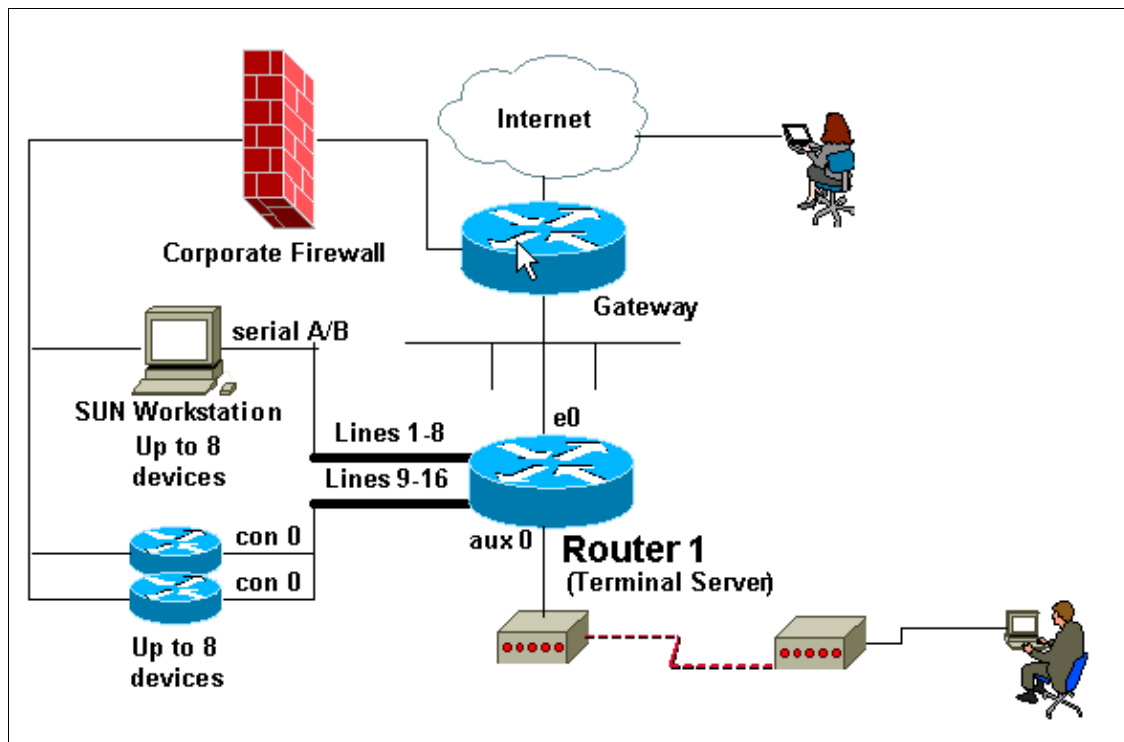 Internet
Corporate Firewall
Gateway
serial A/B
SUN Workstation
Up to 8
devices
e0
Lines 1-8
Lines 9-16
con 0
con 0
aux 0
Router 1
(Terminal Server)
Up to 8
devices